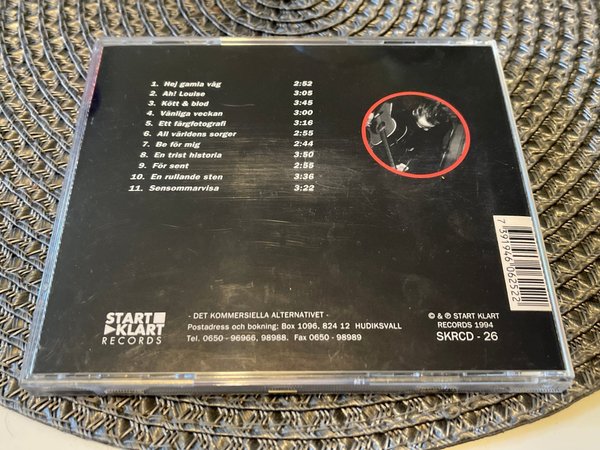 1. Hej gamla väg 2:52
2. Ah! Louise 3:05
3. Kött & blod 3:45
4. Vänliga veckan 3:00
5. Ett färgfotografi 3:16
6. All världens sorger 2:55
7. Be för mig 2:44
8. En trist historia 3:50
9. För sent 2:55
10. En rullande sten 3:36
11. Sensommarvisa 3:22
START KLART RECORDS
- DET KOMMERSIELLA ALTERNATIVET -
Postadress och bokning: Box 1096, 824 12 HUDIKSVALL
Tel. 0650 - 96966, 98988. Fax 0650 - 98989
© & ℗ START KLART
RECORDS 1994
SKRCD - 26
7 391946 062522